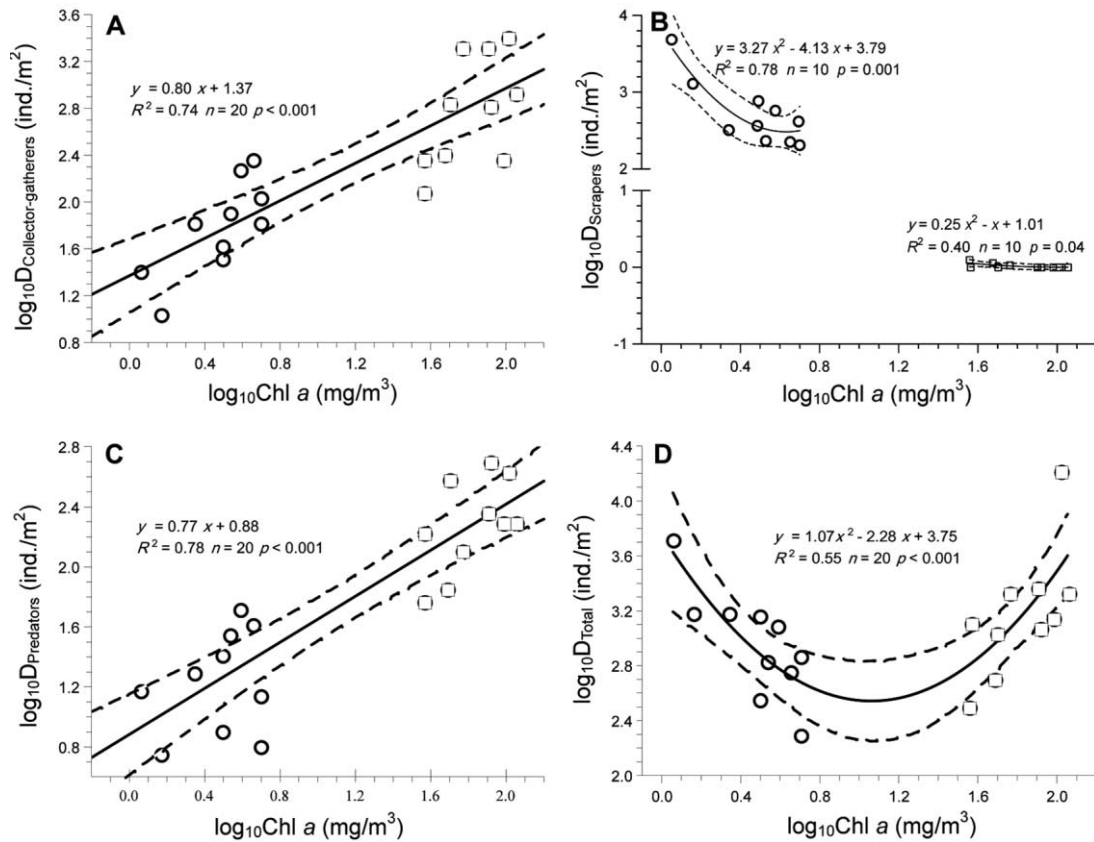 A
y = 0.80 x + 1.37
R² = 0.74 n = 20 p < 0.001
log₁₀D_Collector-gatherers (ind./m²)
3.6
3.2
2.8
2.4
2.0
1.6
1.2
0.8
0.0 0.4 0.8 1.2 1.6 2.0
log₁₀Chl a (mg/m³)
B
y = 3.27 x² - 4.13 x + 3.79
R² = 0.78 n = 10 p = 0.001
y = 0.25 x² - x + 1.01
R² = 0.40 n = 10 p = 0.04
log₁₀D_Scrapers (ind./m²)
4
3
2
1
0
-1
0.0 0.4 0.8 1.2 1.6 2.0
log₁₀Chl a (mg/m³)
C
y = 0.77 x + 0.88
R² = 0.78 n = 20 p < 0.001
log₁₀D_Predators (ind./m²)
2.8
2.4
2.0
1.6
1.2
0.8
0.0 0.4 0.8 1.2 1.6 2.0
log₁₀Chl a (mg/m³)
D
y = 1.07 x² - 2.28 x + 3.75
R² = 0.55 n = 20 p < 0.001
log₁₀D_Total (ind./m²)
4.4
4.0
3.6
3.2
2.8
2.4
2.0
0.0 0.4 0.8 1.2 1.6 2.0
log₁₀Chl a (mg/m³)